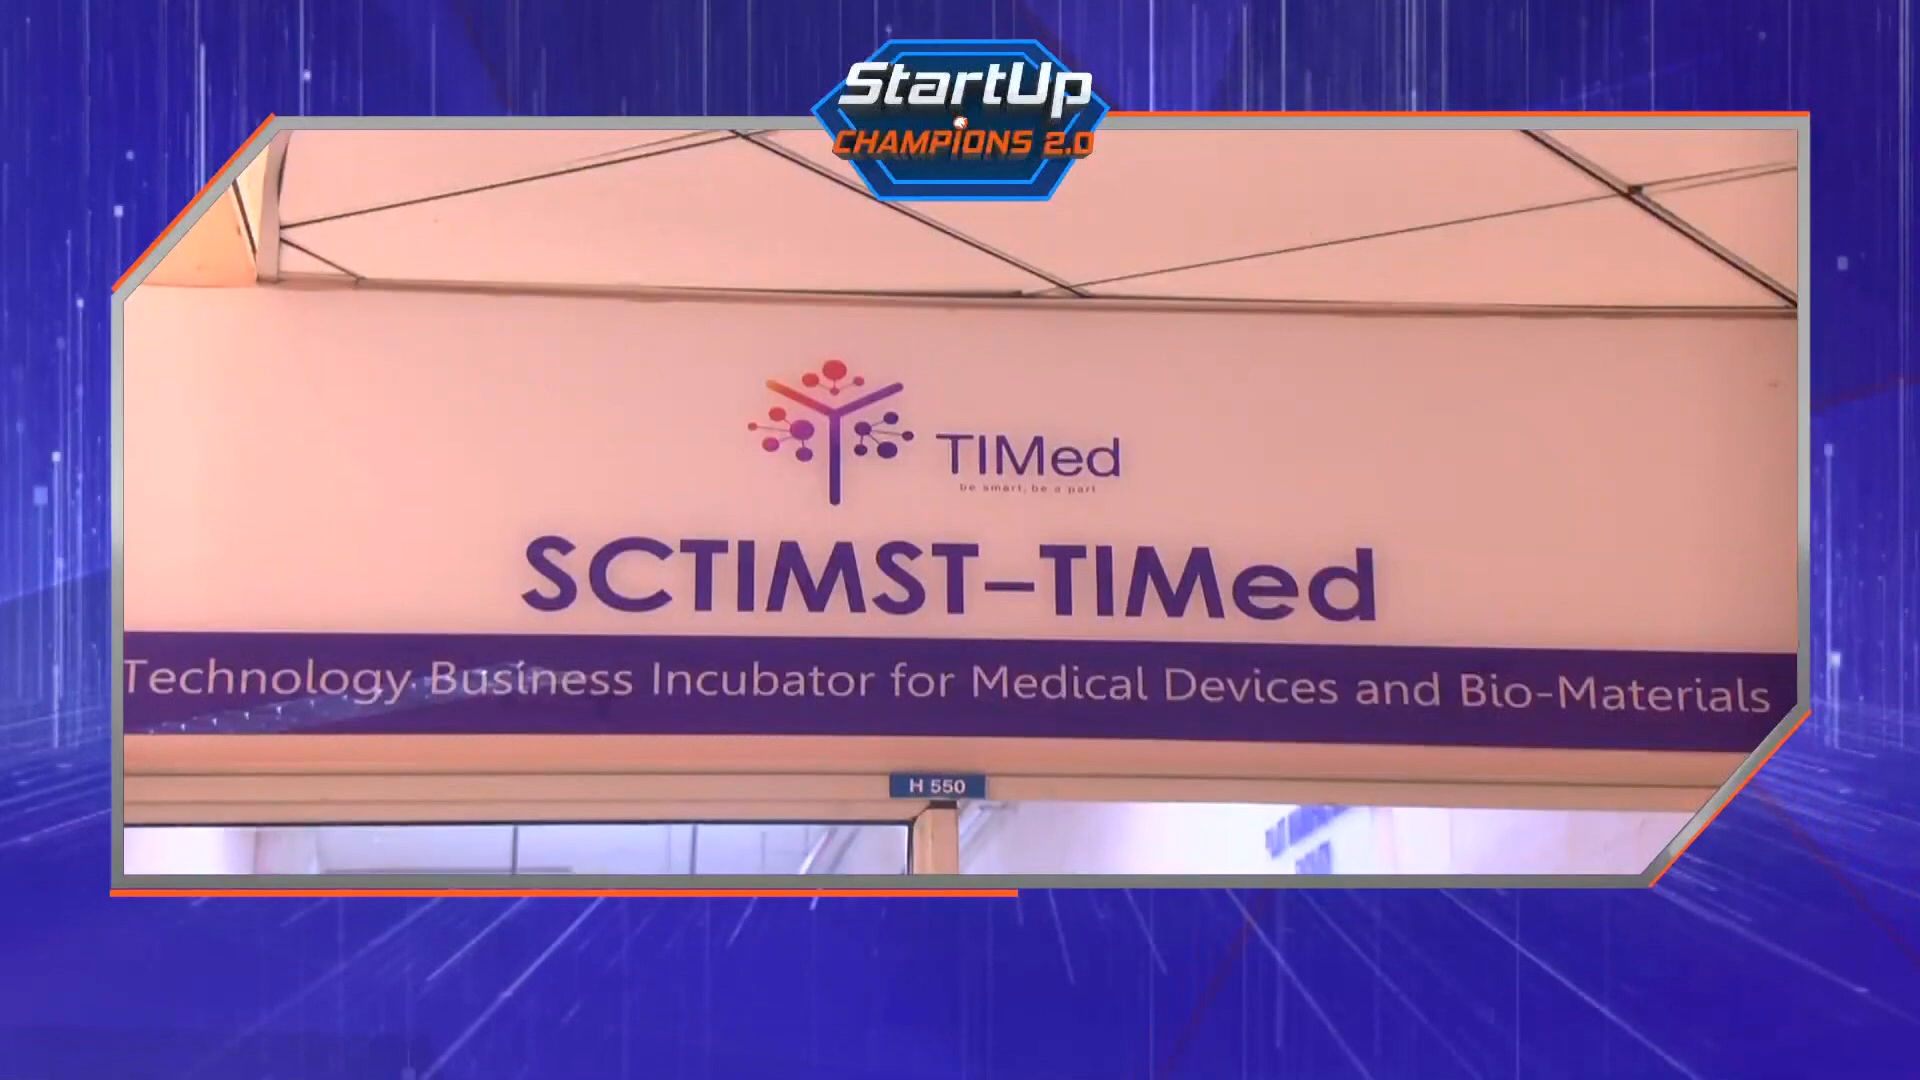 StartUp
CHAMPIONS 2.0
TIMed
be smart, be a part
SCTIMST-TIMed
Technology Business Incubator for Medical Devices and Bio-Materials
H 550